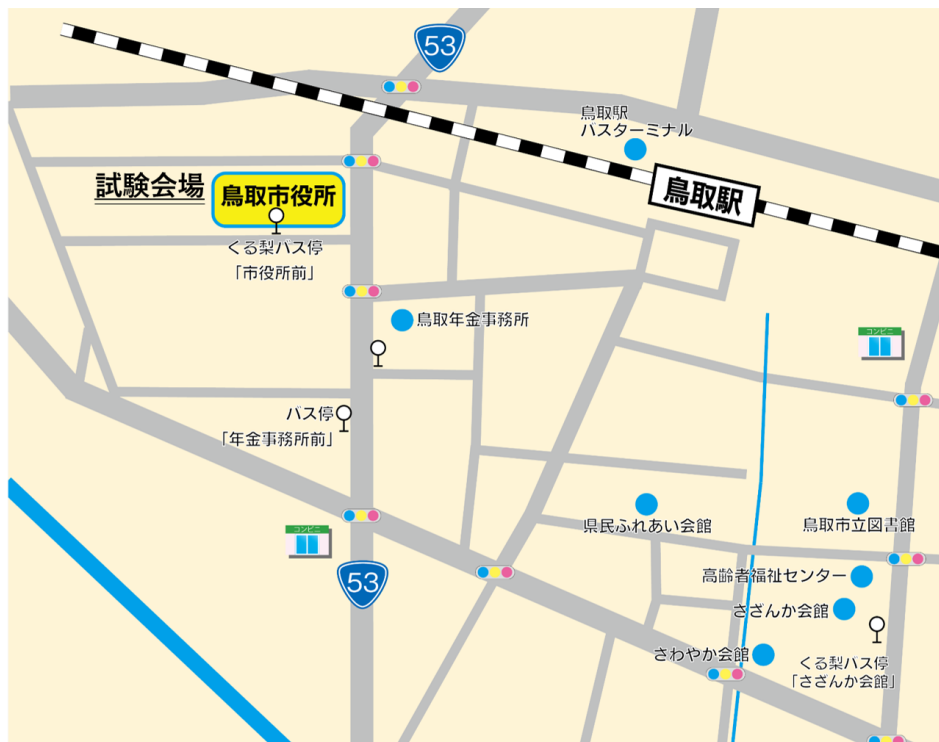 53
鳥取駅
バスターミナル
鳥取駅
試験会場
鳥取市役所
くる梨バス停
「市役所前」
鳥取年金事務所
コンビニ
バス停
「年金事務所前」
県民ふれあい会館
鳥取市立図書館
コンビニ
53
高齢者福祉センター
さざんか会館
さわやか会館
くる梨バス停
「さざんか会館」